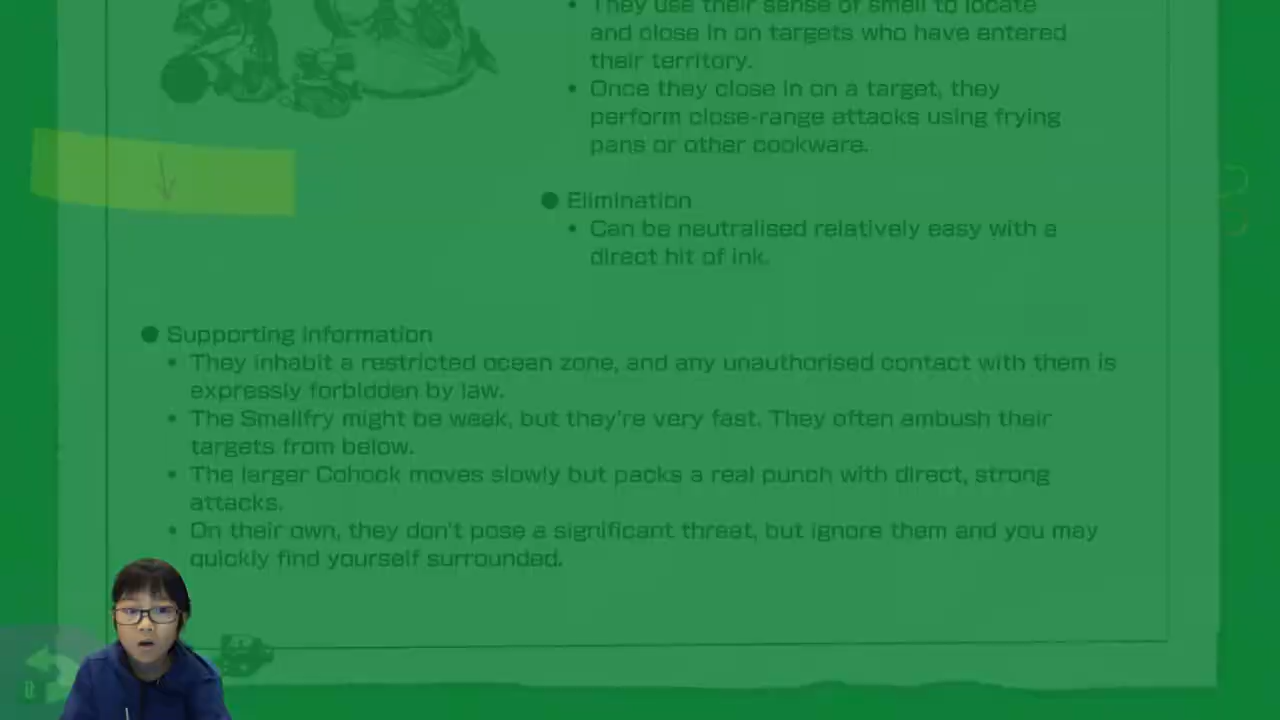 • They use their sense of smell to locate
and close in on targets who have entered
their territory.
• Once they close in on a target, they
perform close-range attacks using frying
pans or other cookware.
● Elimination
• Can be neutralised relatively easy with a
direct hit of ink.
● Supporting Information
• They inhabit a restricted ocean zone, and any unauthorised contact with them is
expressly forbidden by law.
• The Smallfry might be weak, but they're very fast. They often ambush their
targets from below.
• The larger Cohock moves slowly but packs a real punch with direct, strong
attacks.
• On their own, they don't pose a significant threat, but ignore them and you may
quickly find yourself surrounded.